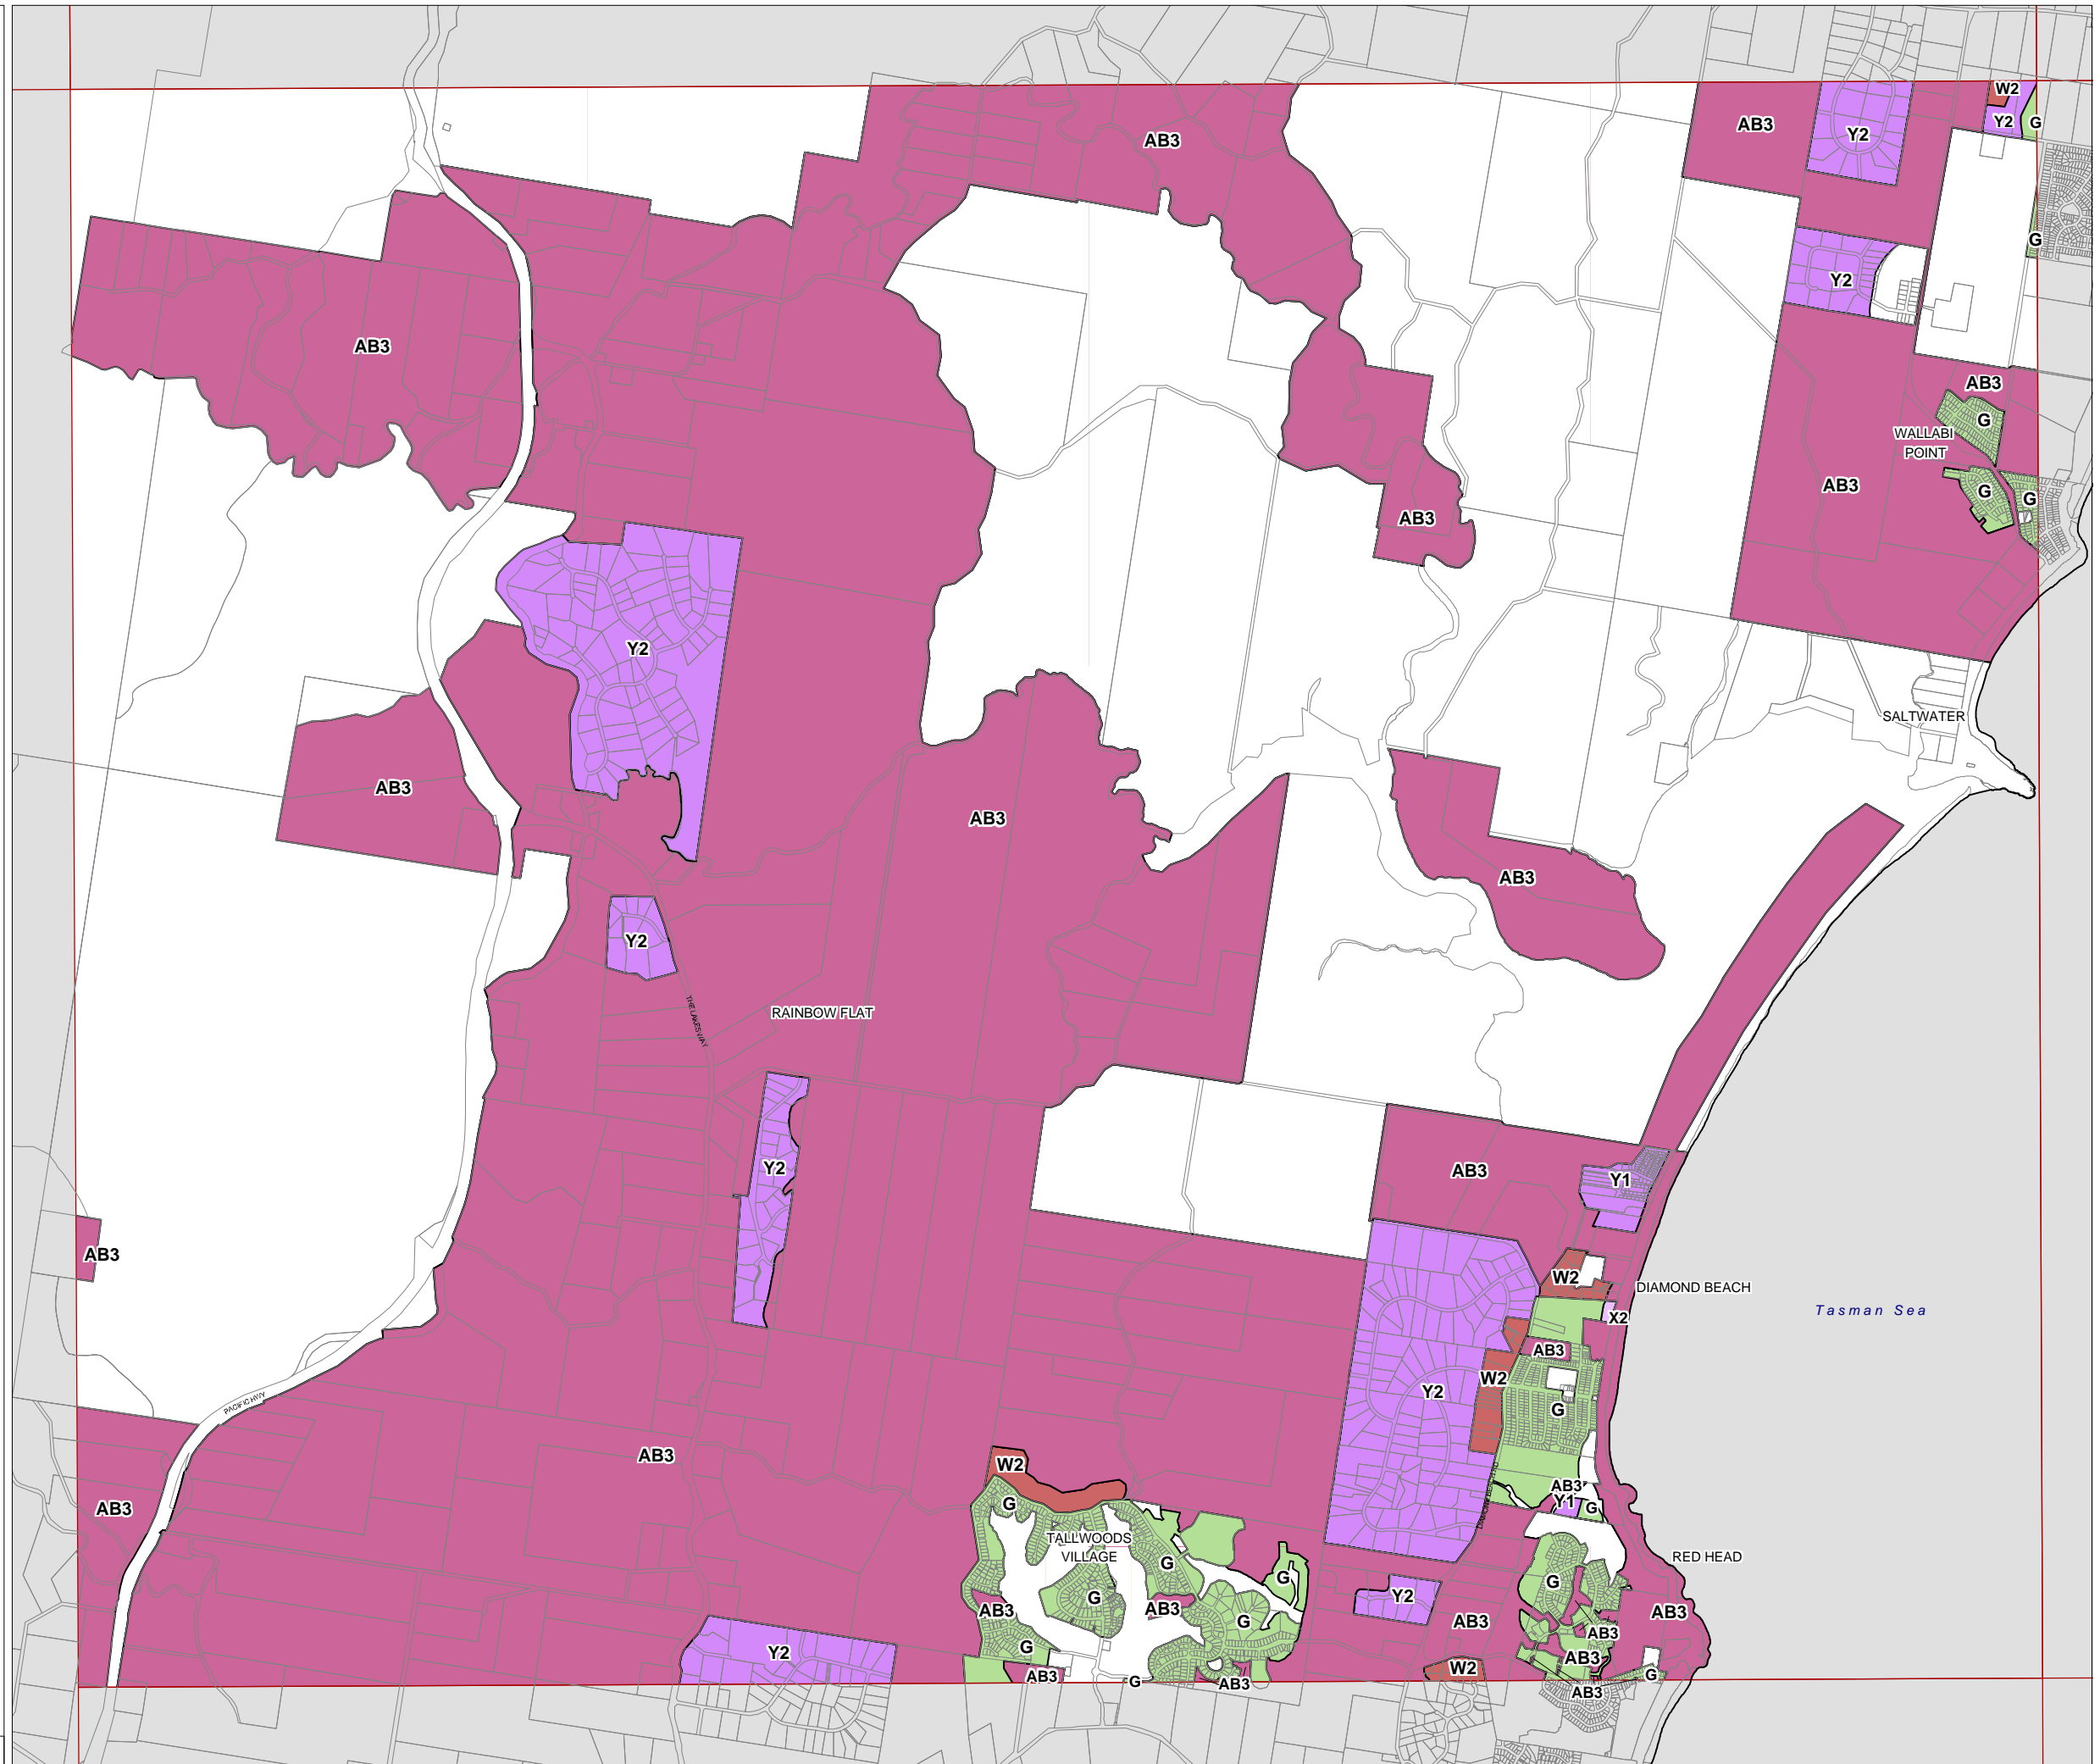 W2
AB3
Y2
Y2
G
AB3
G
Y2
AB3
AB3
G
WALLABI
POINT
AB3
G
G
AB3
Y2
SALTWATER
AB3
AB3
AB3
Y2
RAINBOW FLAT
THE LAKES WAY
Y2
AB3
Y1
AB3
W2
DIAMOND BEACH
Tasman Sea
X2
AB3
W2
Y2
PACIFIC HWY
G
AB3
W2
AB3
AB3
Y1
G
G
TALLWOODS
VILLAGE
RED HEAD
G
G
G
Y2
G
AB3
AB3
G
AB3
AB3
AB3
G
Y2
AB3
W2
G
AB3
G
AB3
AB3